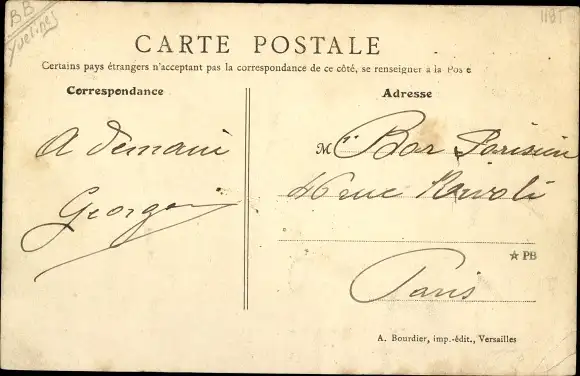 BB
Yvelines
CARTE POSTALE
Certains pays étrangers n'acceptant pas la correspondance de ce côté, se renseigner à la Poste
Correspondance
Adresse
A demain
Georges
M r Bar Parisien
46 rue Rivoli
☆ PB
Paris
A. Bourdier, imp.-édit., Versailles